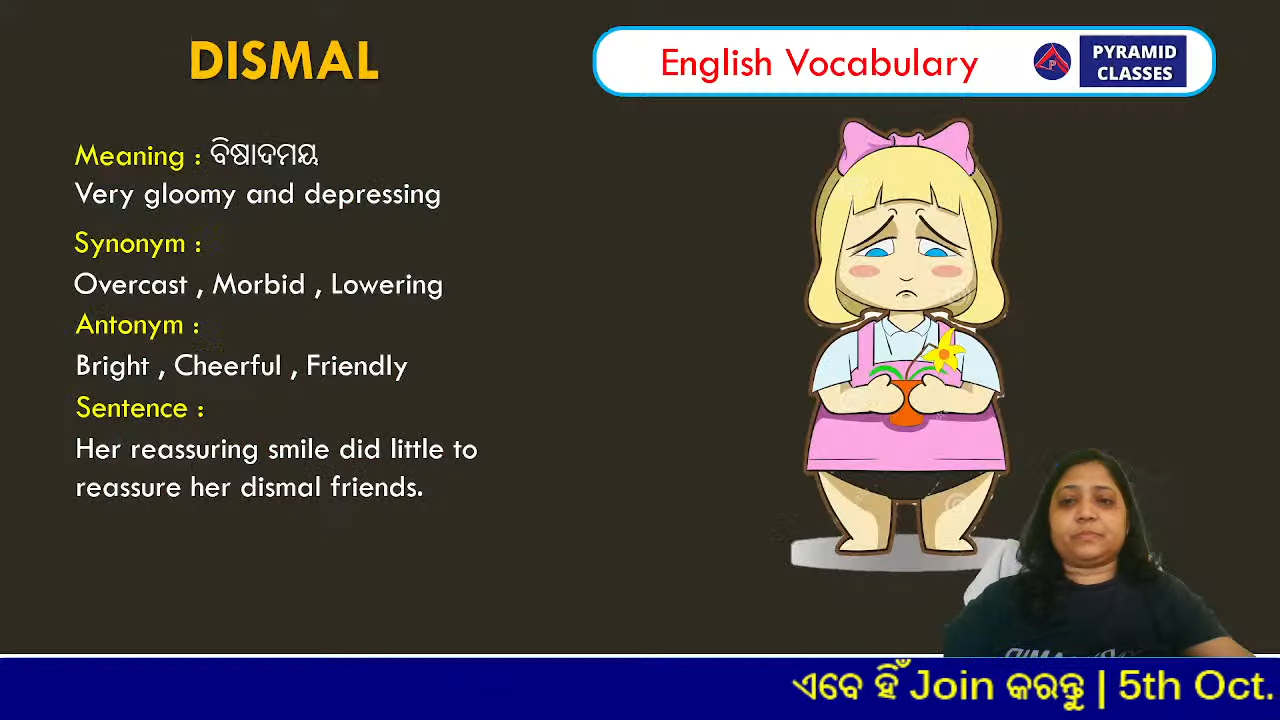 DISMAL
English Vocabulary
PYRAMID
CLASSES
Meaning : ବିଷାଦମୟ
Very gloomy and depressing
Synonym :
Overcast , Morbid , Lowering
Antonym :
Bright , Cheerful , Friendly
Sentence :
Her reassuring smile did little to
reassure her dismal friends.
ଏବେ ହିଁ Join କରନ୍ତୁ | 5th Oct.